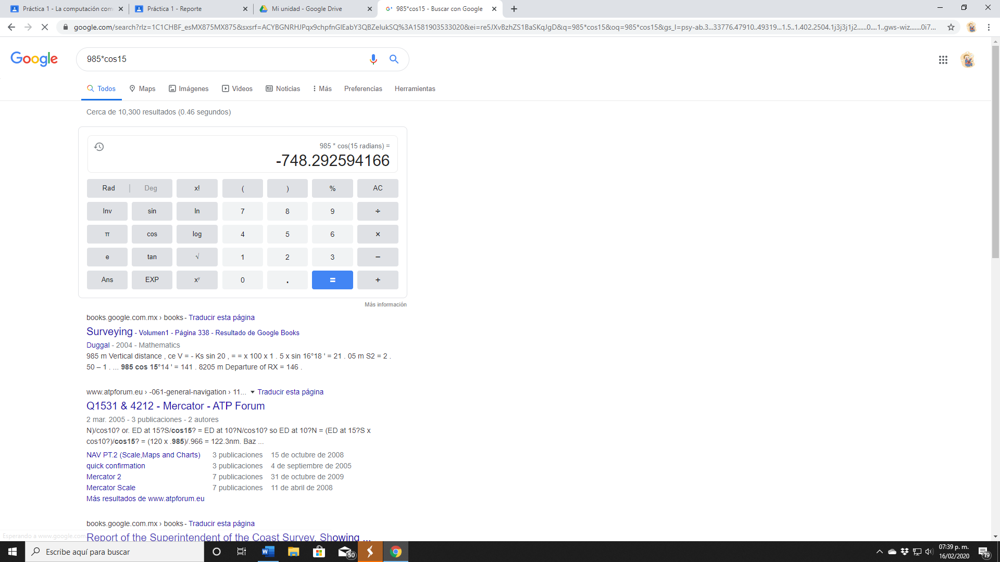 Práctica 1 - La computación com
Práctica 1 - Reporte
Mi unidad - Google Drive
985*cos15 - Buscar con Google
google.com/search?rlz=1C1CHBF_esMX875MX875&sxsrf=ACYBGNRHJPqx9chpfnGlEabY3QBZeIukSQ%3A1581903533020&ei=re5JXvBzhZS1BaSKqJgD&q=985*cos15&oq=985*cos15&gs_l=psy-ab.3...33776.47910..49319...1.5..1.402.2504.1j3j3j1j2......0....1..gws-wiz.......0i7...
Google
985*cos15
Todos Maps Imágenes Videos Noticias Más Preferencias Herramientas
Cerca de 10,300 resultados (0.46 segundos)
985 * cos(15 radians) =
-748.292594166
Rad | Deg x! ( ) % AC
Inv sin ln 7 8 9 ÷
π cos log 4 5 6 ×
e tan √ 1 2 3 −
Ans EXP xʸ 0 . = +
Más información
books.google.com.mx › books - Traducir esta página
Surveying - Volumen1 - Página 338 - Resultado de Google Books
Duggal - 2004 - Mathematics
985 m Vertical distance , ce V = - Ks sin 20 , = = x 100 x 1 . 5 x sin 16°18 ' = 21 . 05 m S2 = 2 .
50 – 1 . ... 985 cos 15°14 ' = 141 . 8205 m Departure of RX = 146 .
www.atpforum.eu › -061-general-navigation › 11... Traducir esta página
Q1531 & 4212 - Mercator - ATP Forum
2 mar. 2005 - 3 publicaciones - 2 autores
N)/cos10? or. ED at 15?S/cos15? = ED at 10?N/cos10? so ED at 10?N = (ED at 15?S x
cos10?)/cos15? = (120 x .985)/.966 = 122.3nm. Baz ...
NAV PT.2 (Scale,Maps and Charts) 3 publicaciones 15 de octubre de 2008
quick confirmation 3 publicaciones 4 de septiembre de 2005
Mercator 2 7 publicaciones 31 de octubre de 2009
Mercator Scale 7 publicaciones 11 de abril de 2008
Más resultados de www.atpforum.eu
books.google.com.mx › books - Traducir esta página
Esperando a www.google.com
Report of the Superintendent of the Coast Survey, Showing ...
Escribe aquí para buscar
50
07:39 p. m.
16/02/2020
19